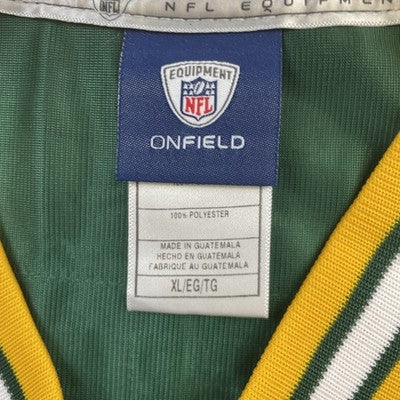 NFL
NFL EQUIPMEN
EQUIPMENT
NFL
ONFIELD
100% POLYESTER
MADE IN GUATEMALA
HECHO EN GUATEMALA
FABRIQUE AU GUATEMALA
XL/EG/TG